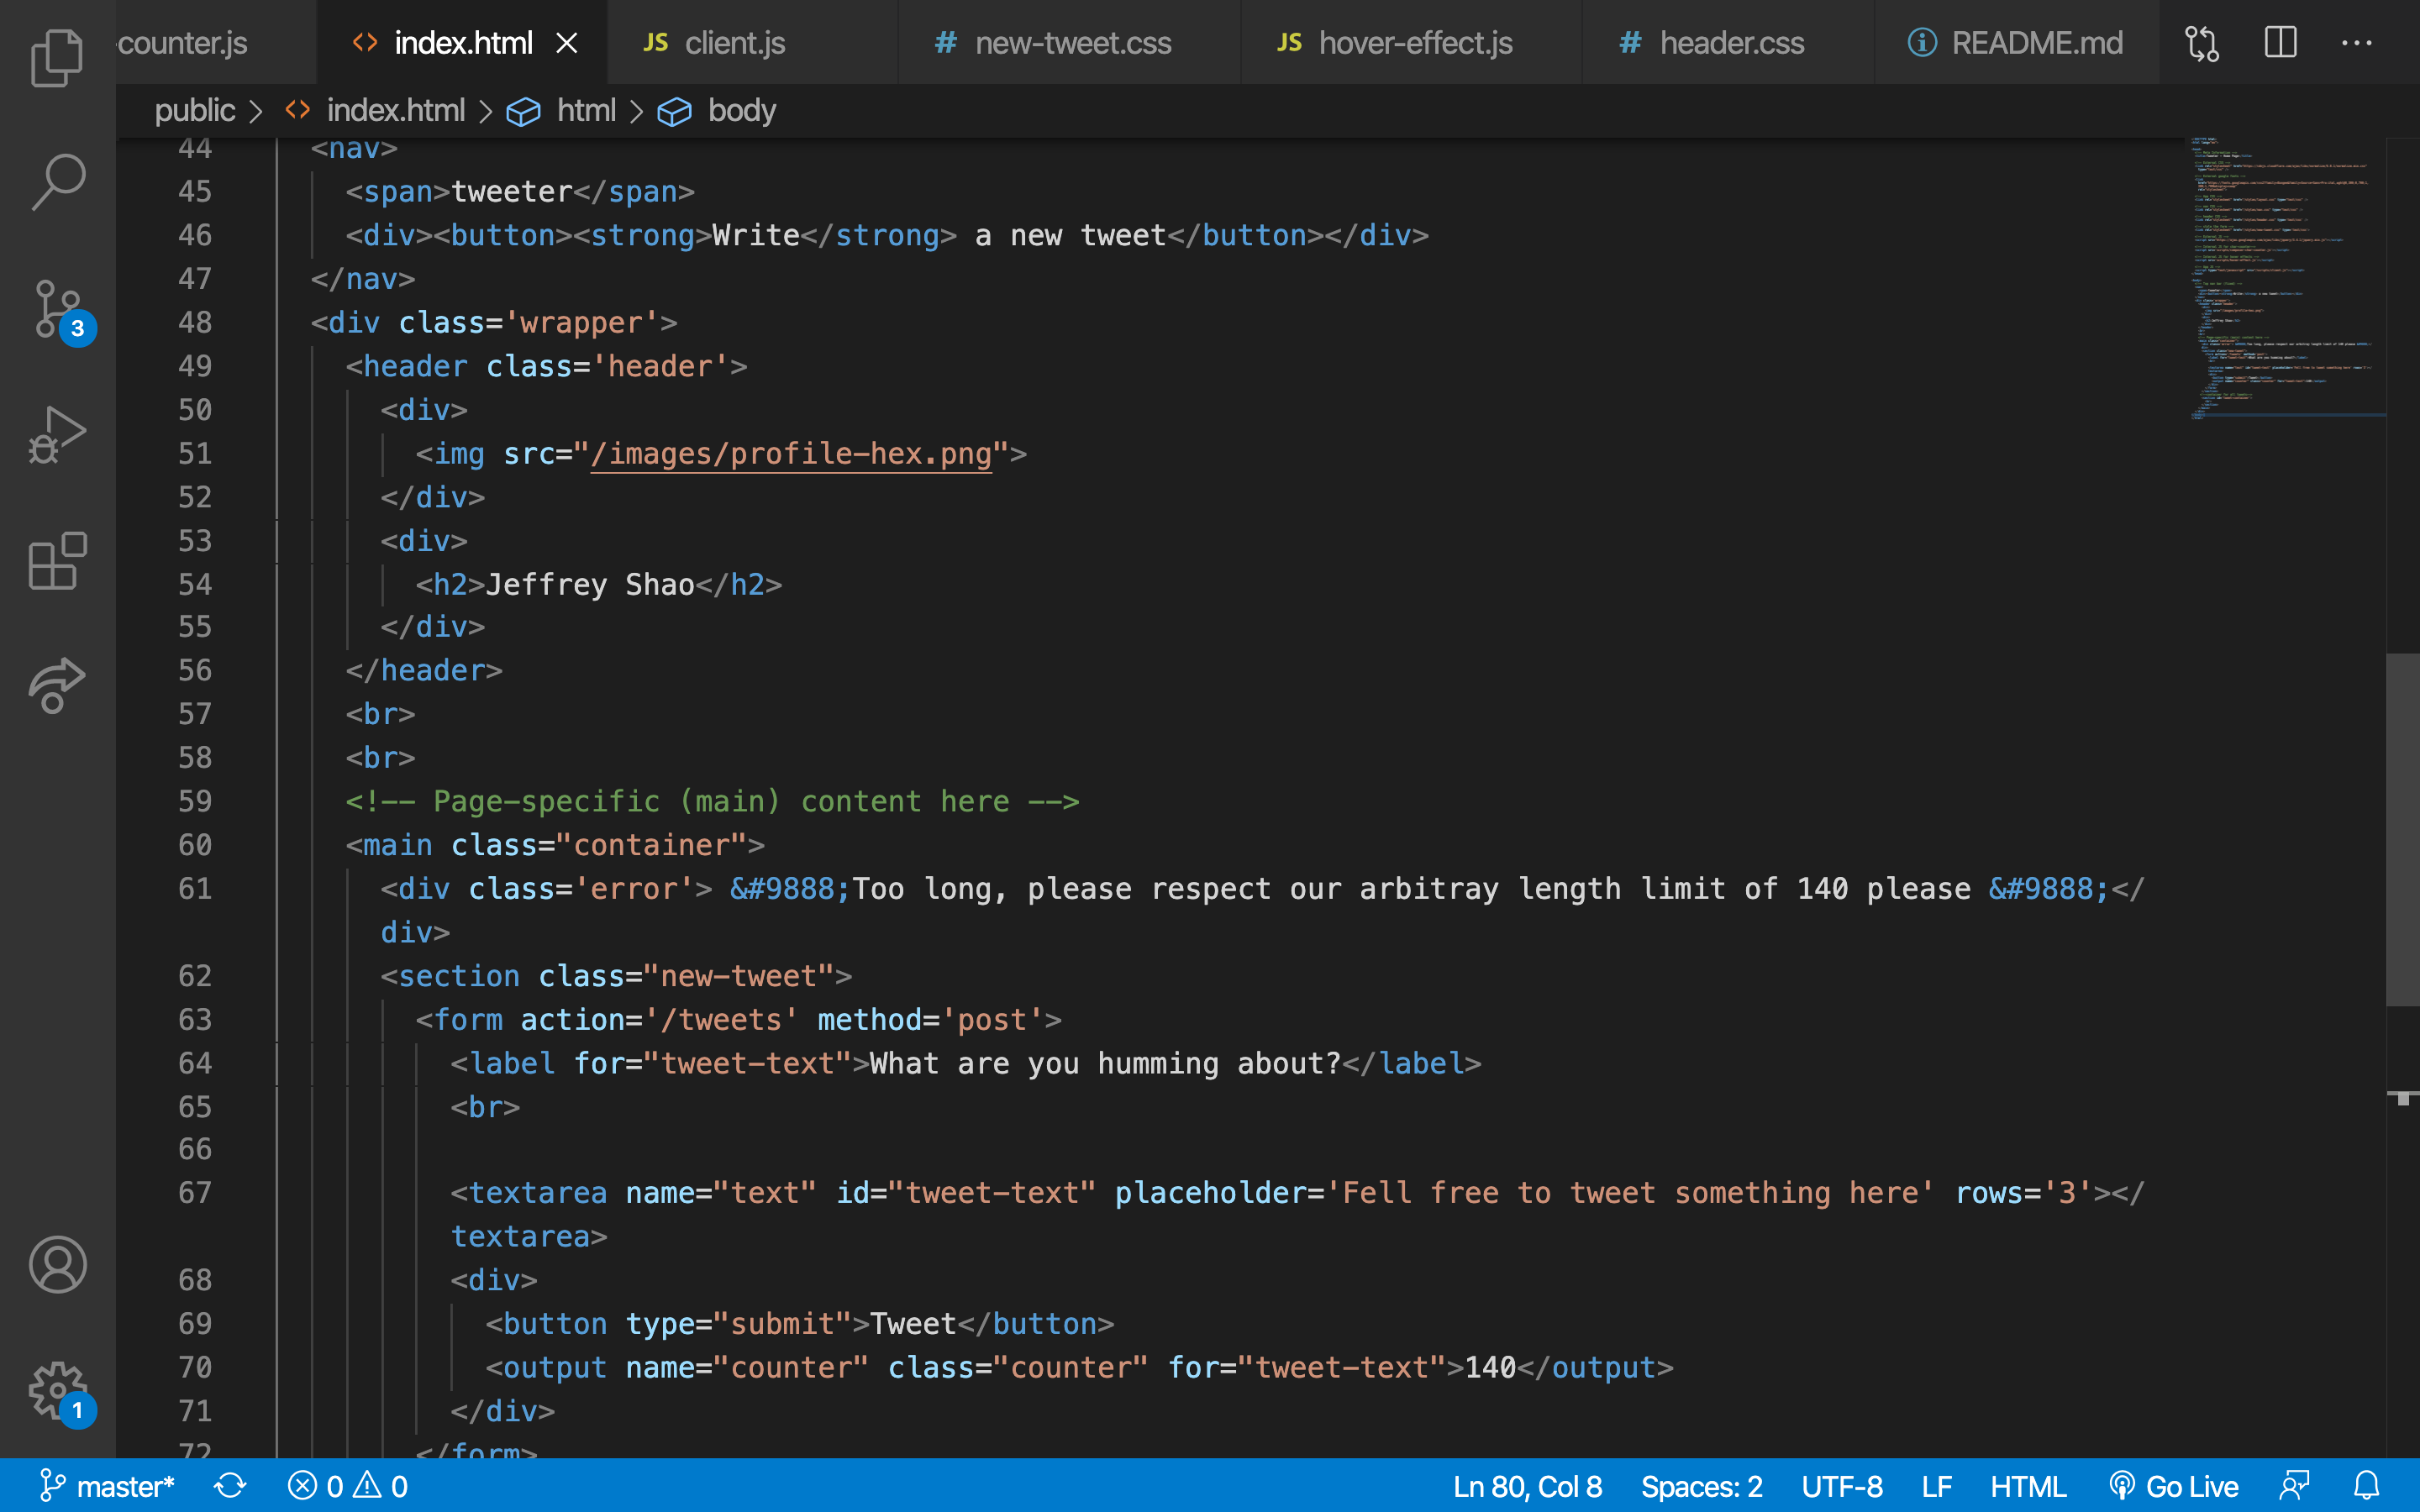 counter.js index.html JS client.js # new-tweet.css JS hover-effect.js # header.css README.md
public > index.html > html > body
44 <nav>
45 <span>tweeter</span>
46 <div><button><strong>Write</strong> a new tweet</button></div>
47 </nav>
48 <div class='wrapper'>
49 <header class='header'>
50 <div>
51 <img src="/images/profile-hex.png">
52 </div>
53 <div>
54 <h2>Jeffrey Shao</h2>
55 </div>
56 </header>
57 <br>
58 <br>
59 <!-- Page-specific (main) content here -->
60 <main class="container">
61 <div class='error'> &#9888;Too long, please respect our arbitray length limit of 140 please &#9888;</
div>
62 <section class="new-tweet">
63 <form action='/tweets' method='post'>
64 <label for="tweet-text">What are you humming about?</label>
65 <br>
66
67 <textarea name="text" id="tweet-text" placeholder='Fell free to tweet something here' rows='3'></
textarea>
68 <div>
69 <button type="submit">Tweet</button>
70 <output name="counter" class="counter" for="tweet-text">140</output>
71 </div>
72 </form>
3
1
master* 0 0 Ln 80, Col 8 Spaces: 2 UTF-8 LF HTML Go Live